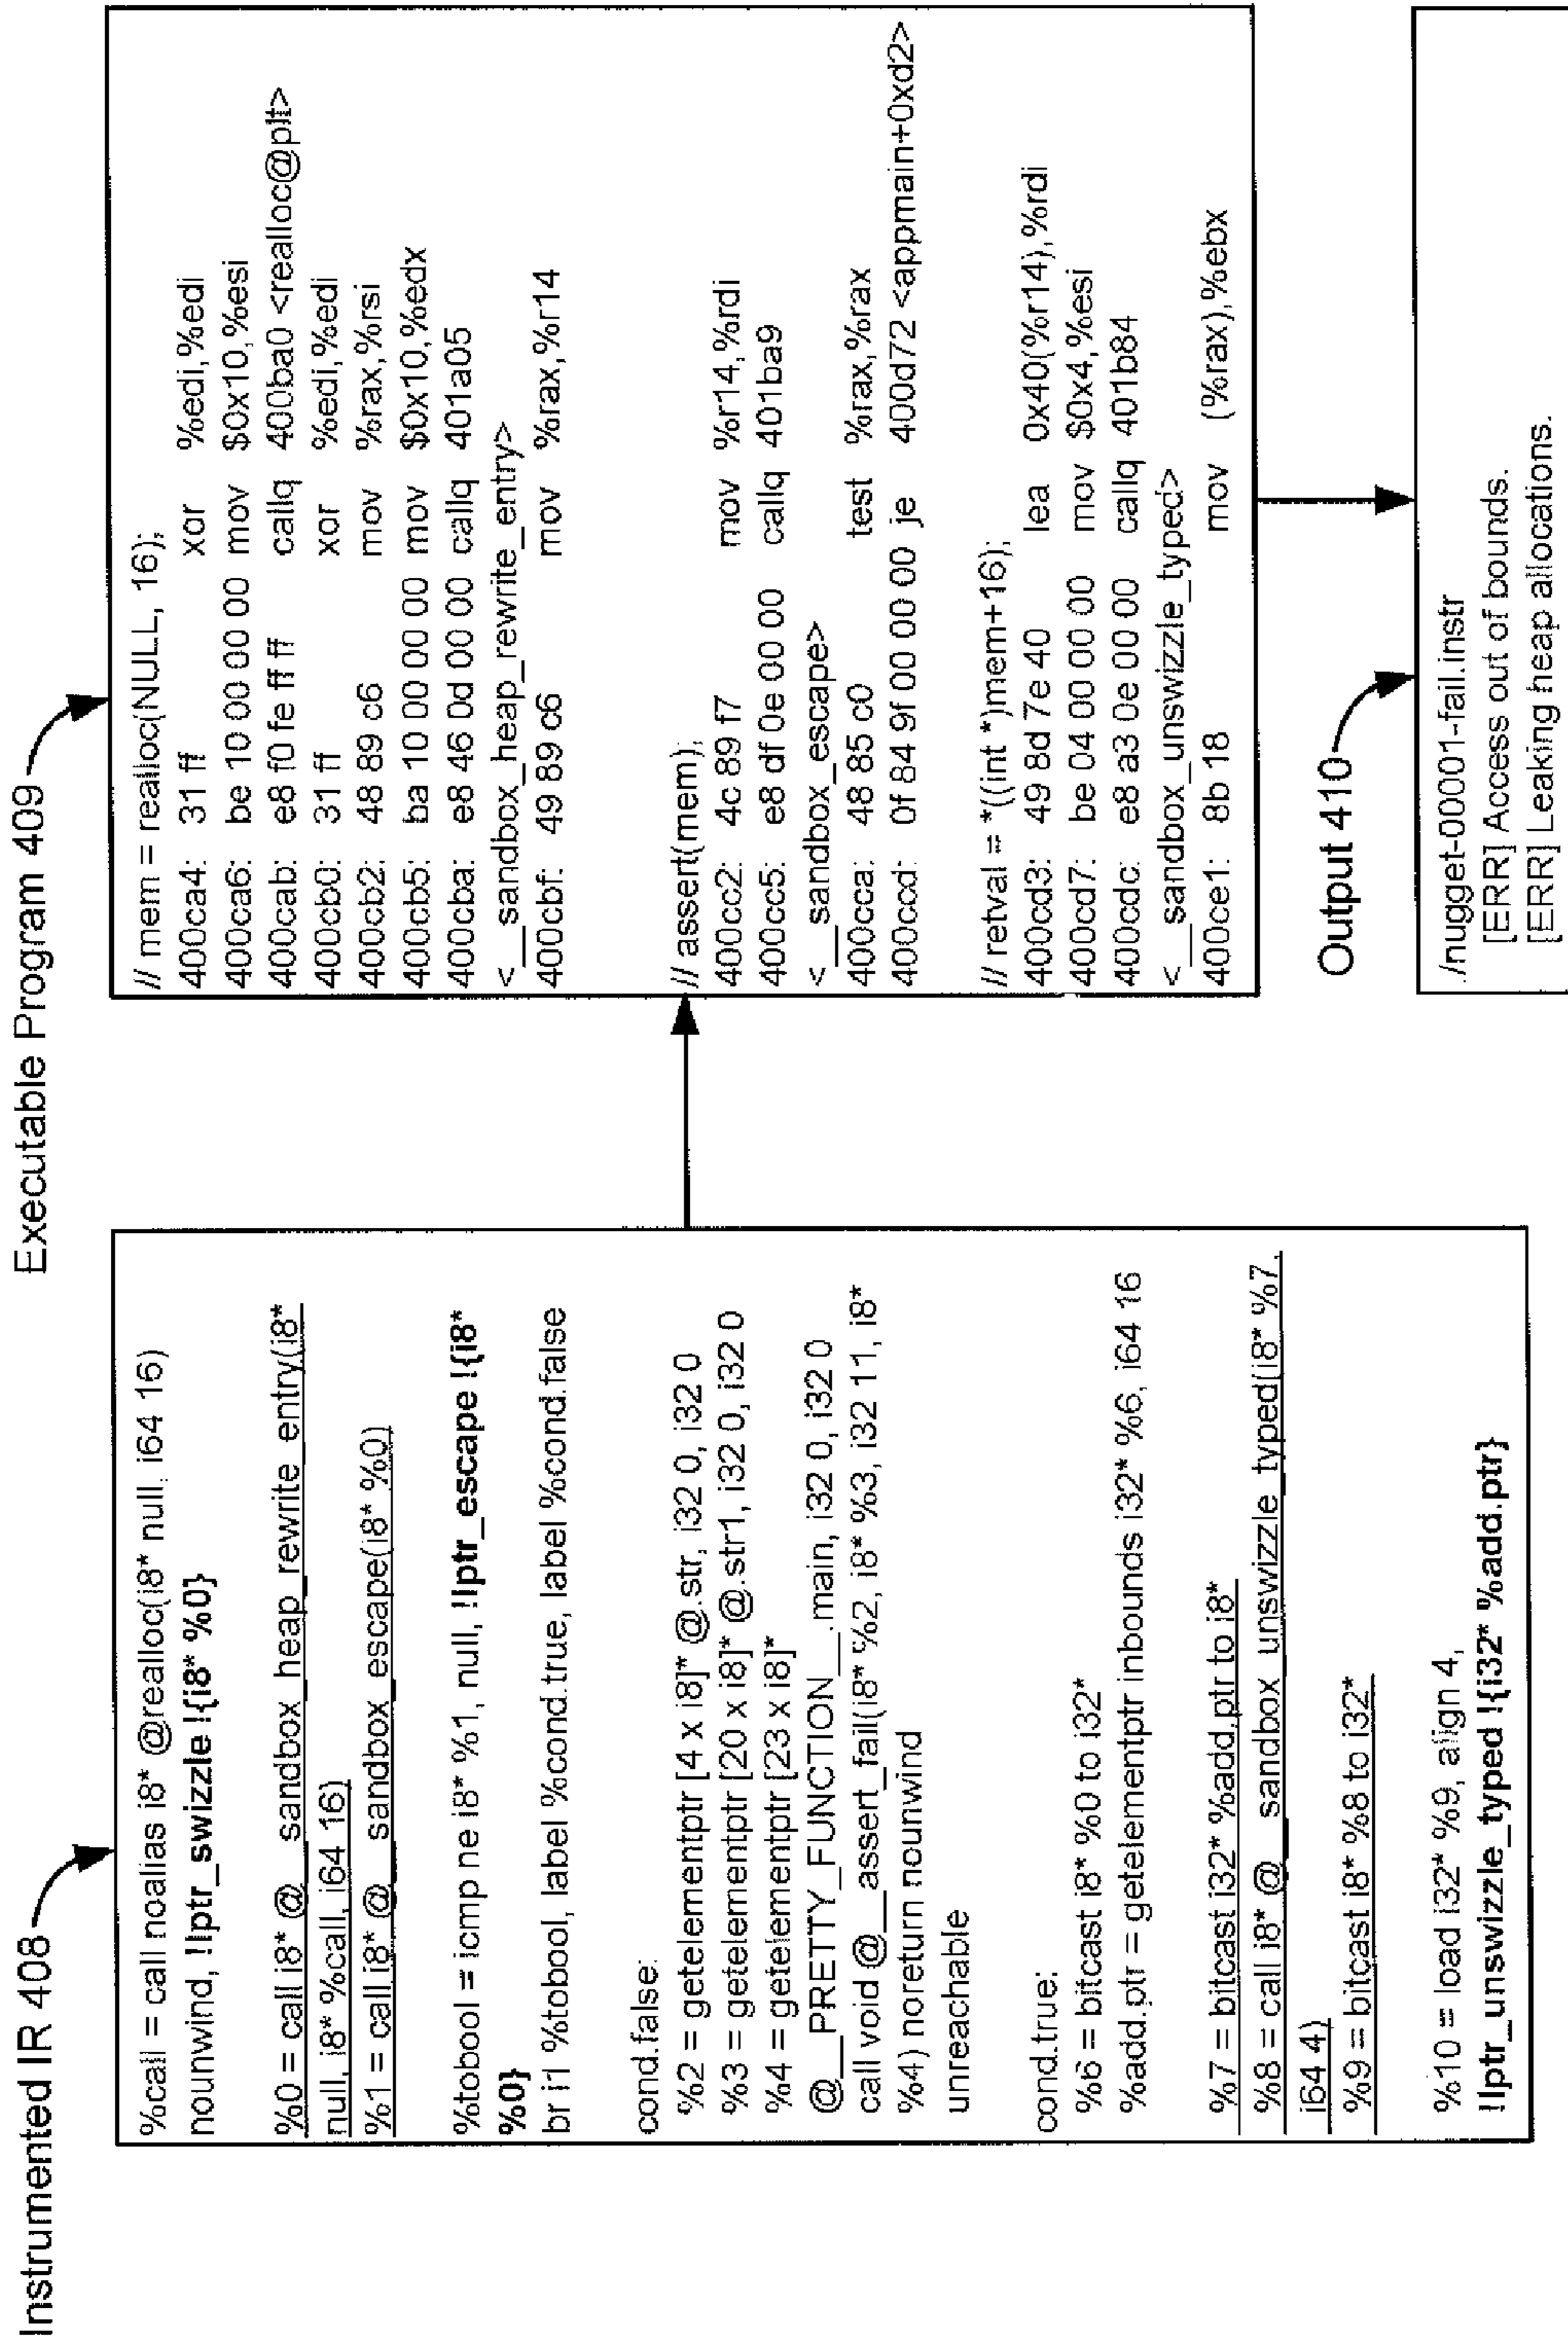 Instrumented IR 408
%call = call noalias i8* @realloc(i8* null, i64 16)
nounwind, !!ptr_swizzle !{i8* %0}
%0 = call i8* @__sandbox_heap_rewrite_entry(i8*
null, i8* %call, i64 16)
%1 = call i8* @__sandbox_escape(i8* %0)
%tobool = icmp ne i8* %1, null, !!ptr_escape !{i8*
%0}
br i1 %tobool, label %cond.true, label %cond.false
cond.false:
%2 = getelementptr [4 x i8]* @.str, i32 0, i32 0
%3 = getelementptr [20 x i8]* @.str1, i32 0, i32 0
%4 = getelementptr [23 x i8]*
@__PRETTY_FUNCTION__.main, i32 0, i32 0
call void @__assert_fail(i8* %2, i8* %3, i32 11, i8*
%4) noreturn nounwind
unreachable
cond.true:
%6 = bitcast i8* %0 to i32*
%add.ptr = getelementptr inbounds i32* %6, i64 16
%7 = bitcast i32* %add.ptr to i8*
%8 = call i8* @__sandbox_unswizzle_typed(i8* %7,
i64 4)
%9 = bitcast i8* %8 to i32*
%10 = load i32* %9, align 4,
!!ptr_unswizzle_typed !{i32* %add.ptr}
Executable Program 409
// mem = realloc(NULL, 16);
400ca4: 31 ff xor %edi,%edi
400ca6: be 10 00 00 00 mov $0x10,%esi
400cab: e8 f0 fe ff ff callq 400ba0 <realloc@plt>
400cb0: 31 ff xor %edi,%edi
400cb2: 48 89 c6 mov %rax,%rsi
400cb5: ba 10 00 00 00 mov $0x10,%edx
400cba: e8 46 0d 00 00 callq 401a05
<__sandbox_heap_rewrite_entry>
400cbf: 49 89 c6 mov %rax,%r14
// assert(mem);
400cc2: 4c 89 f7 mov %r14,%rdi
400cc5: e8 df 0e 00 00 callq 401ba9
<__sandbox_escape>
400cca: 48 85 c0 test %rax,%rax
400ccd: 0f 84 9f 00 00 00 je 400d72 <appmain+0xd2>
// retval = *((int *)mem+16);
400cd3: 49 8d 7e 40 lea 0x40(%r14),%rdi
400cd7: be 04 00 00 00 mov $0x4,%esi
400cdc: e8 a3 0e 00 00 callq 401b84
<__sandbox_unswizzle_typed>
400ce1: 8b 18 mov (%rax),%ebx
Output 410
./nugget-00001-fail.instr
[ERR] Access out of bounds.
[ERR] Leaking heap allocations.